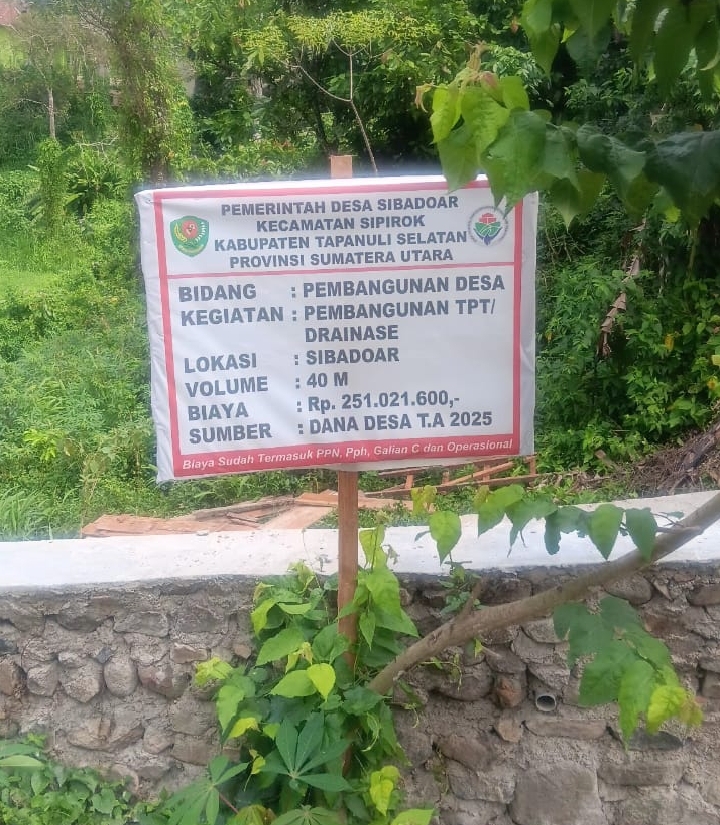 PEMERINTAH DESA SIBADOAR
KECAMATAN SIPIROK
KABUPATEN TAPANULI SELATAN
PROVINSI SUMATERA UTARA
BIDANG : PEMBANGUNAN DESA
KEGIATAN : PEMBANGUNAN TPT/
DRAINASE
LOKASI : SIBADOAR
VOLUME : 40 M
BIAYA : Rp. 251.021.600,-
SUMBER : DANA DESA T.A 2025
Biaya Sudah Termasuk PPN, Pph, Galian C dan Operasional